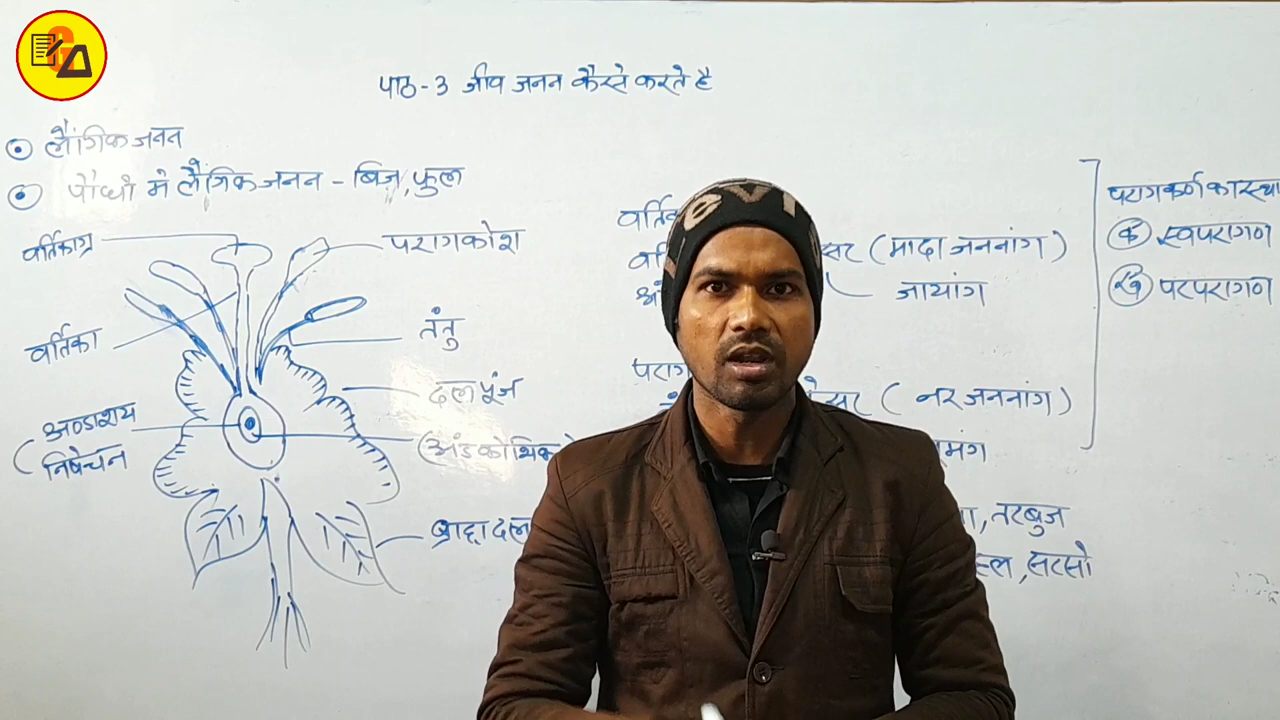 पाठ-3 जीव जनन कैसे करते है
लैंगिक जनन
पौधों मे लैंगिक जनन - बिज, फुल
वर्तिकाग्र
परागकोश
वर्तिका
तंतु
दलपूंज
अण्डाशय
निषेचन
(अंडकोशिक
बाह्रादल
(मादा जननांग)
जायांग
पराग
( नर जननांग)
, तरबुज
, सरसो
परागकणं का स्था
(क) स्वपरागण
(ख) परपरागण